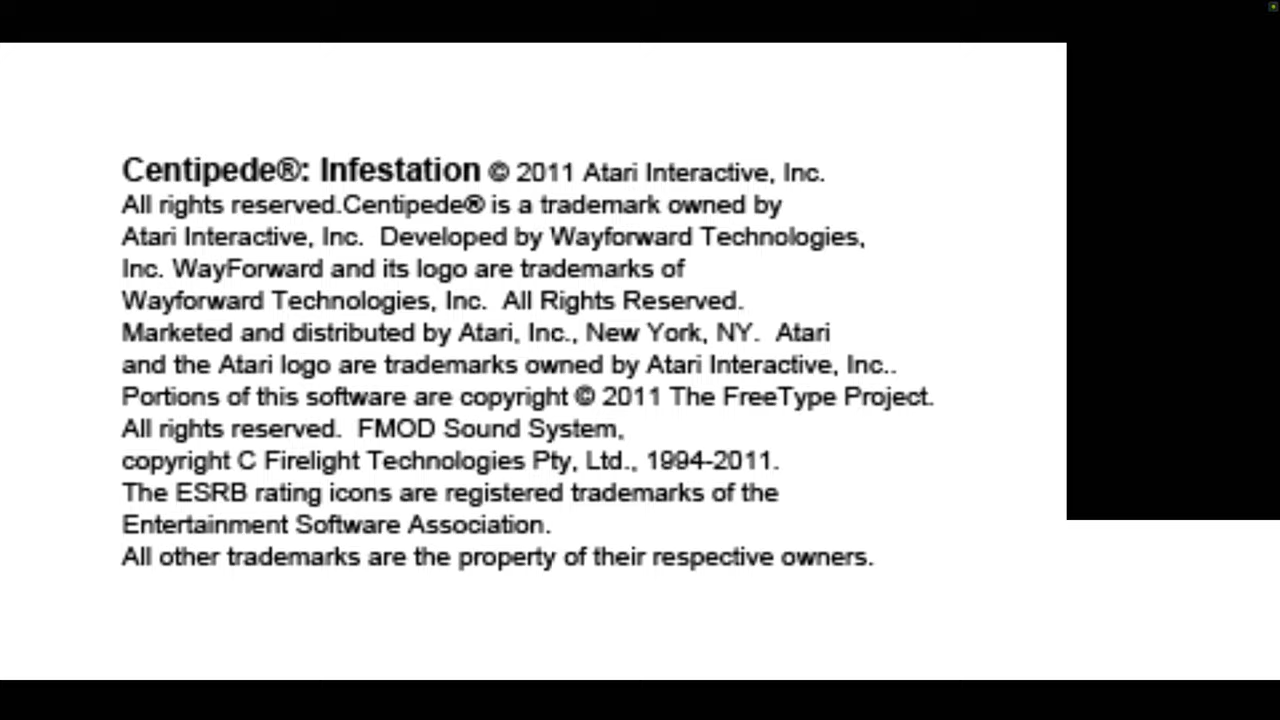 Centipede®: Infestation © 2011 Atari Interactive, Inc.
All rights reserved.Centipede® is a trademark owned by
Atari Interactive, Inc.  Developed by Wayforward Technologies,
Inc. WayForward and its logo are trademarks of
Wayforward Technologies, Inc.  All Rights Reserved.
Marketed and distributed by Atari, Inc., New York, NY.  Atari
and the Atari logo are trademarks owned by Atari Interactive, Inc..
Portions of this software are copyright © 2011 The FreeType Project.
All rights reserved.  FMOD Sound System,
copyright C Firelight Technologies Pty, Ltd., 1994-2011.
The ESRB rating icons are registered trademarks of the
Entertainment Software Association.
All other trademarks are the property of their respective owners.